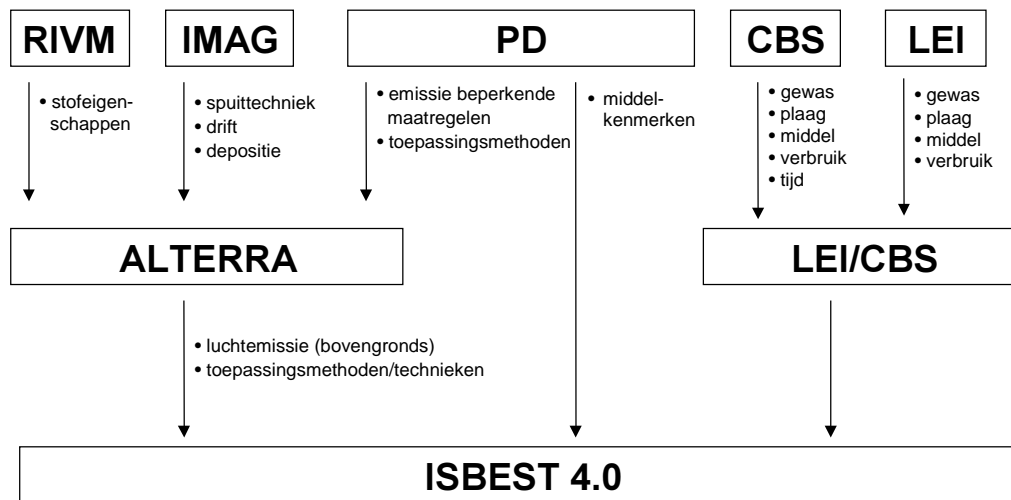 RIVM
IMAG
PD
CBS
LEI
• stofeigen-
schappen
• spuittechniek
• drift
• depositie
• emissie beperkende
maatregelen
• toepassingsmethoden
• middel-
kenmerken
• gewas
• plaag
• middel
• verbruik
• tijd
• gewas
• plaag
• middel
• verbruik
ALTERRA
LEI/CBS
• luchtemissie (bovengronds)
• toepassingsmethoden/technieken
ISBEST 4.0